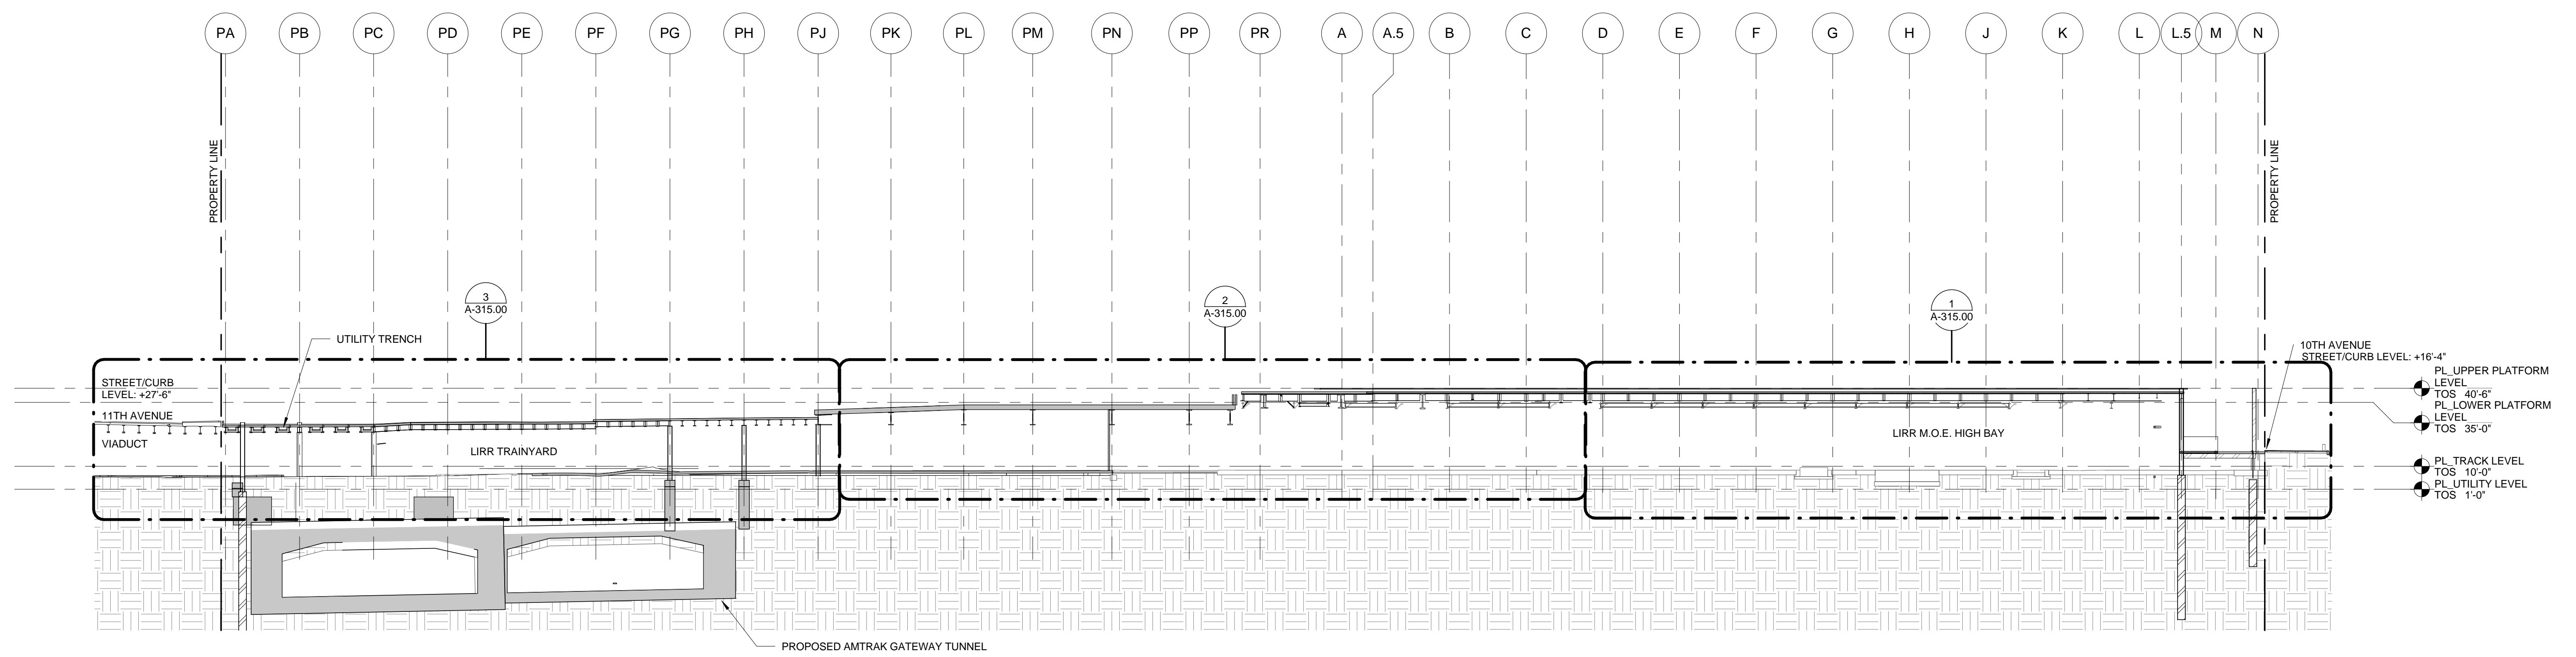 PA PB PC PD PE PF PG PH PJ PK PL PM PN PP PR A A.5 B C D E F G H J K L L.5 M N
PROPERTY LINE
PROPERTY LINE
3
A-315.00
2
A-315.00
1
A-315.00
UTILITY TRENCH
10TH AVENUE
STREET/CURB LEVEL: +16'-4"
STREET/CURB
LEVEL: +27'-6"
11TH AVENUE
VIADUCT
LIRR TRAINYARD
LIRR M.O.E. HIGH BAY
PL_UPPER PLATFORM
LEVEL
TOS 40'-6"
PL_LOWER PLATFORM
LEVEL
TOS 35'-0"
PL_TRACK LEVEL
TOS 10'-0"
PL_UTILITY LEVEL
TOS 1'-0"
PROPOSED AMTRAK GATEWAY TUNNEL